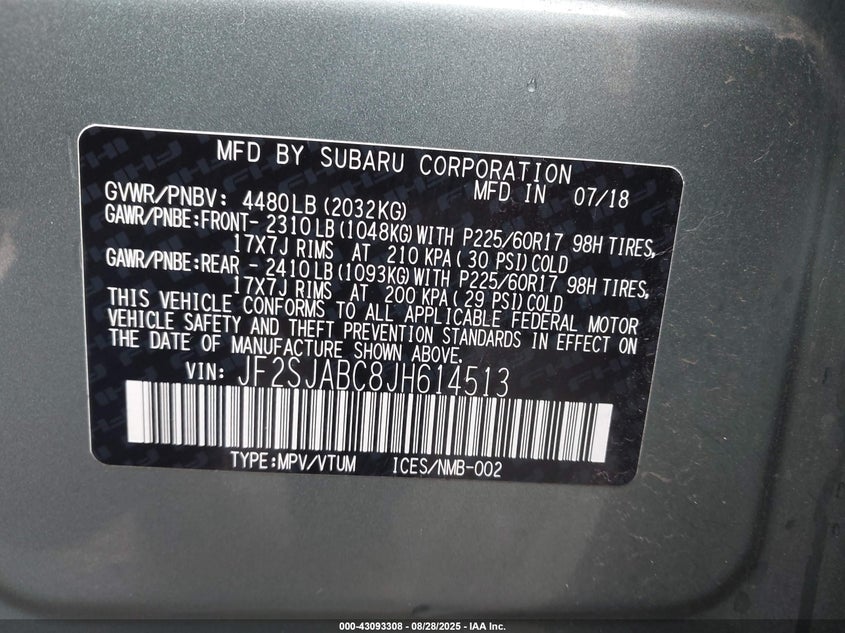 MFD BY SUBARU CORPORATION
MFD IN 07/18
GVWR/PNBV: 4480LB(2032KG)
GAWR/PNBE:FRONT- 2310LB(1048KG)WITH P225/60R17 98H TIRES,
17X7J RIMS AT 210 KPA( 30 PSI)COLD
GAWR/PNBE:REAR - 2410LB(1093KG)WITH P225/60R17 98H TIRES,
17X7J RIMS AT 200 KPA( 29 PSI)COLD
THIS VEHICLE CONFORMS TO ALL APPLICABLE FEDERAL MOTOR
VEHICLE SAFETY AND THEFT PREVENTION STANDARDS IN EFFECT ON
THE DATE OF MANUFACTURE SHOWN ABOVE.
VIN: JF2SJABC8JH614513
TYPE:MPV/VTUM ICES/NMB-002
000-43093308 - 08/28/2025 - IAA Inc.